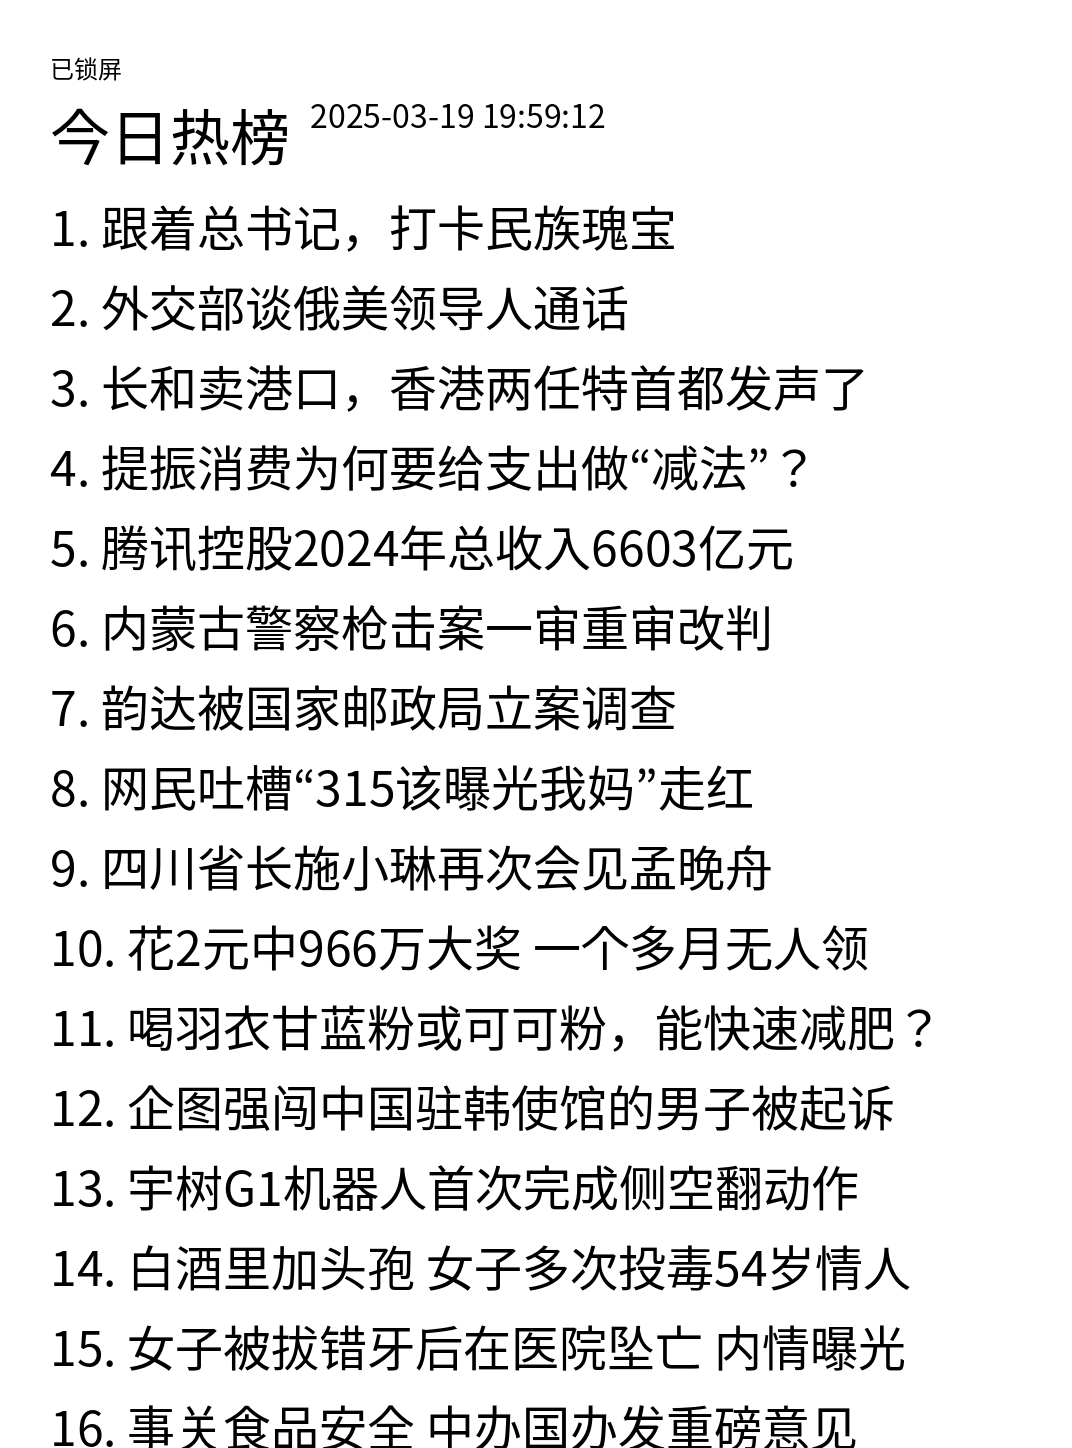 已锁屏
今日热榜 2025-03-19 19:59:12
1. 跟着总书记，打卡民族瑰宝
2. 外交部谈俄美领导人通话
3. 长和卖港口，香港两任特首都发声了
4. 提振消费为何要给支出做“减法”？
5. 腾讯控股2024年总收入6603亿元
6. 内蒙古警察枪击案一审重审改判
7. 韵达被国家邮政局立案调查
8. 网民吐槽“315该曝光我妈”走红
9. 四川省长施小琳再次会见孟晚舟
10. 花2元中966万大奖 一个多月无人领
11. 喝羽衣甘蓝粉或可可粉，能快速减肥？
12. 企图强闯中国驻韩使馆的男子被起诉
13. 宇树G1机器人首次完成侧空翻动作
14. 白酒里加头孢 女子多次投毒54岁情人
15. 女子被拔错牙后在医院坠亡 内情曝光
16. 事关食品安全 中办国办发重磅意见